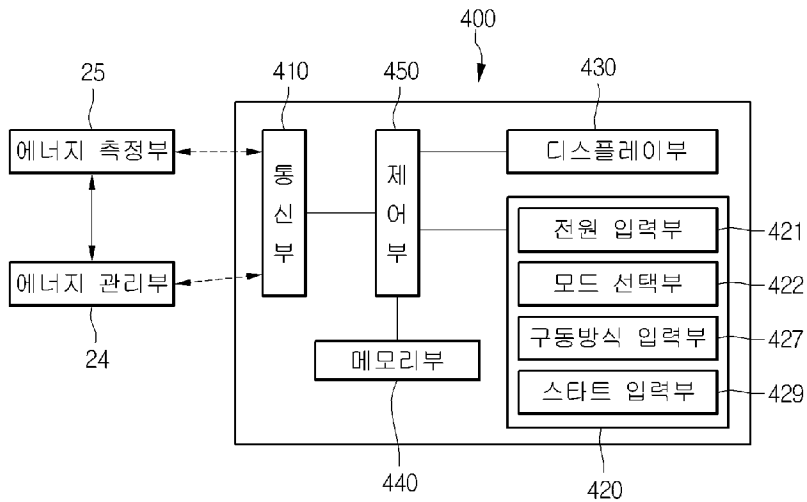 400
25
410
450
430
에너지 측정부
통신부
제어부
디스플레이부
전원 입력부
421
에너지 관리부
모드 선택부
422
24
구동방식 입력부
427
메모리부
스타트 입력부
429
440
420